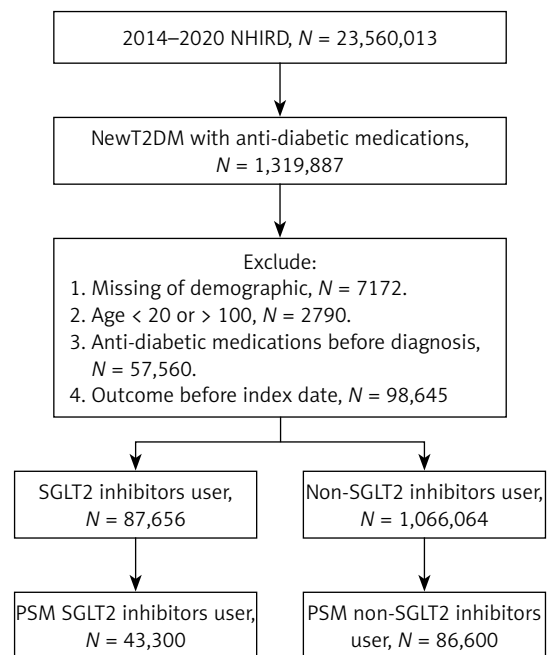 2014–2020 NHIRD, N = 23,560,013
NewT2DM with anti-diabetic medications,
N = 1,319,887
Exclude:
1. Missing of demographic, N = 7172.
2. Age < 20 or > 100, N = 2790.
3. Anti-diabetic medications before diagnosis,
N = 57,560.
4. Outcome before index date, N = 98,645
SGLT2 inhibitors user,
N = 87,656
Non-SGLT2 inhibitors user,
N = 1,066,064
PSM SGLT2 inhibitors user,
N = 43,300
PSM non-SGLT2 inhibitors
user, N = 86,600